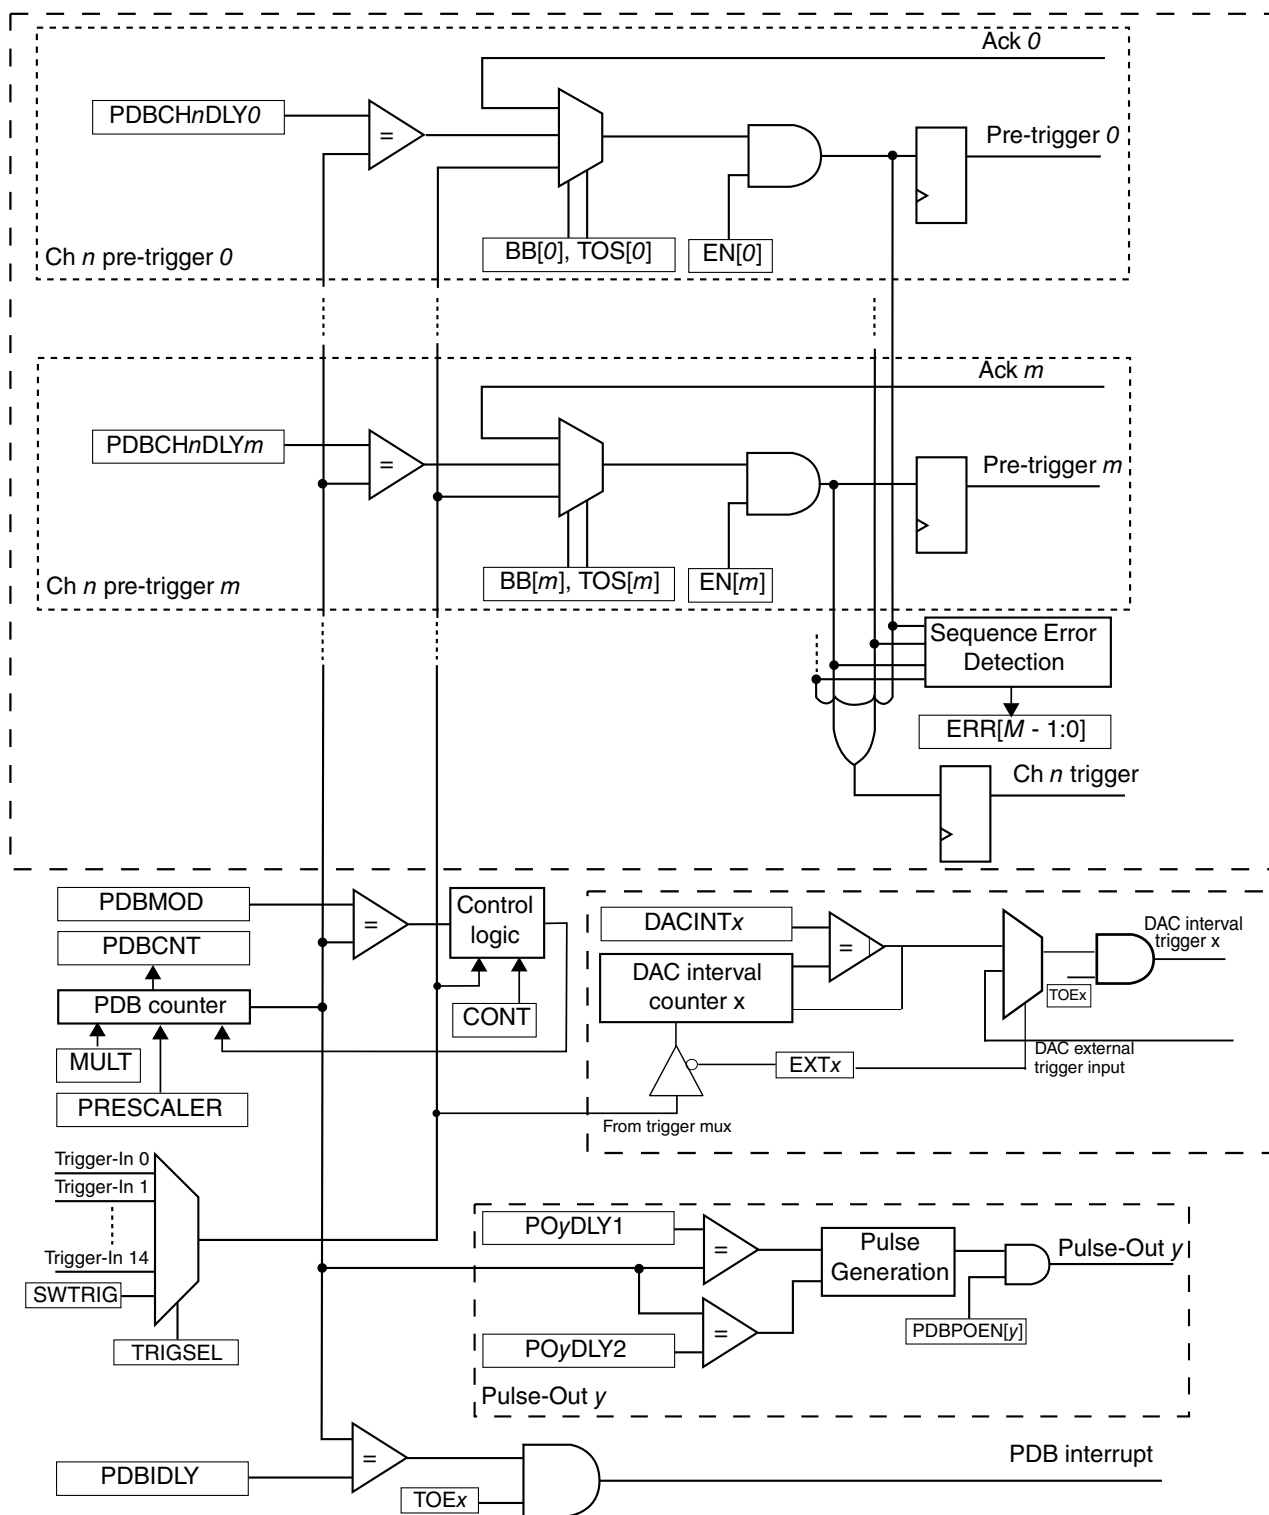 Ack 0
PDBCHnDLY0
=
Pre-trigger 0
BB[0], TOS[0]
EN[0]
Ch n pre-trigger 0
Ack m
PDBCHnDLYm
=
Pre-trigger m
BB[m], TOS[m]
EN[m]
Ch n pre-trigger m
Sequence Error
Detection
ERR[M - 1:0]
Ch n trigger
PDBMOD
=
Control
logic
PDBCNT
PDB counter
CONT
MULT
PRESCALER
DACINTx
=
DAC interval
counter x
DAC interval
trigger x
TOEx
EXTx
DAC external
trigger input
From trigger mux
Trigger-In 0
Trigger-In 1
Trigger-In 14
SWTRIG
TRIGSEL
POyDLY1
=
Pulse
Generation
Pulse-Out y
=
PDBPOEN[y]
POyDLY2
Pulse-Out y
=
PDB interrupt
PDBIDLY
TOEx